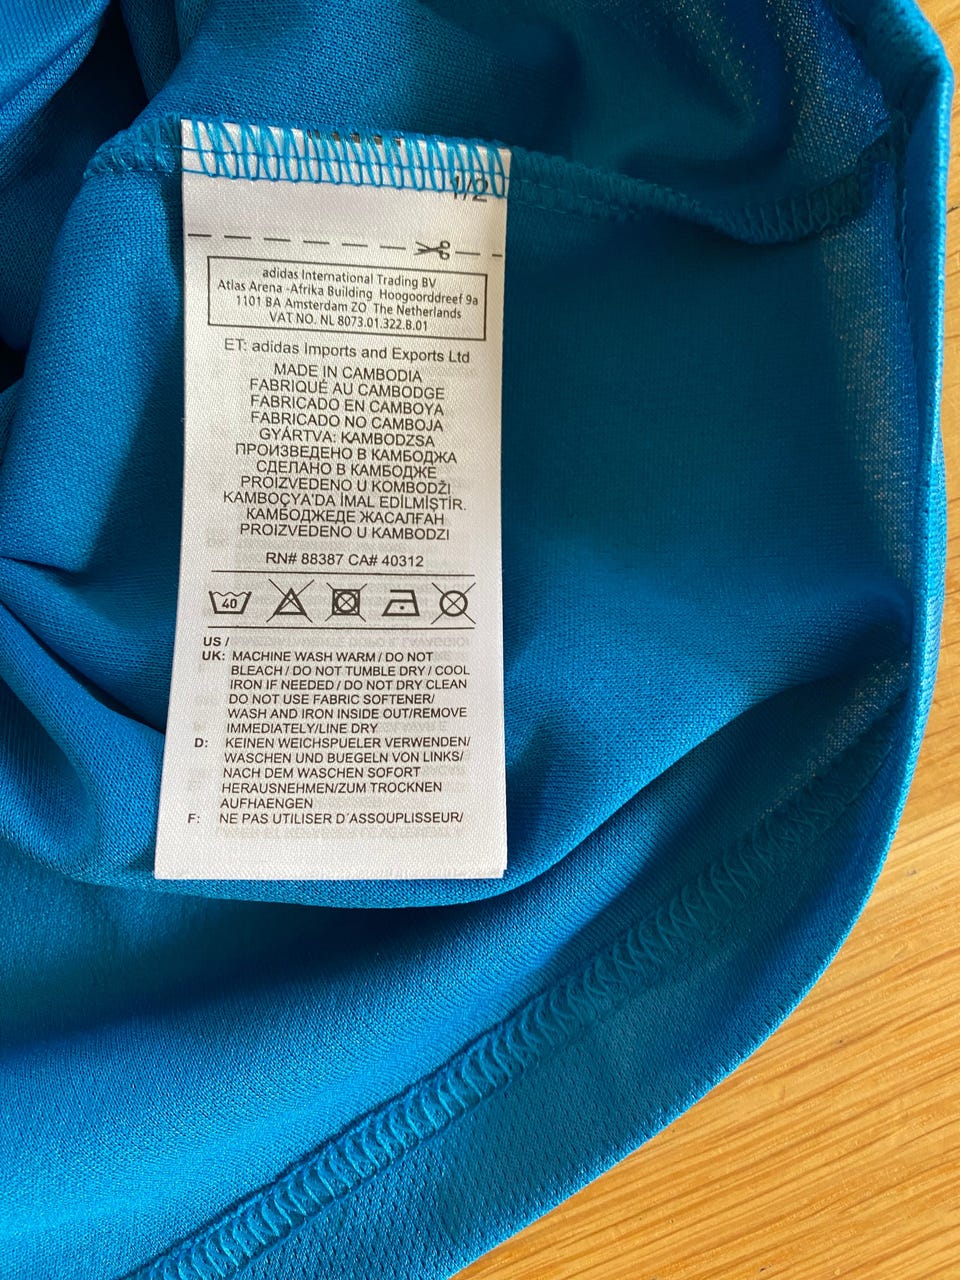 1/2
adidas International Trading BV
Atlas Arena -Afrika Building Hoogoorddreef 9a
1101 BA Amsterdam ZO The Netherlands
VAT NO. NL 8073.01.322.B.01
ET: adidas Imports and Exports Ltd
MADE IN CAMBODIA
FABRIQUÉ AU CAMBODGE
FABRICADO EN CAMBOYA
FABRICADO NO CAMBOJA
GYÁRTVA: KAMBODZSA
ПРОИЗВЕДЕНО В КАМБОДЖА
СДЕЛАНО В КАМБОДЖЕ
PROIZVEDENO U KOMBODŽI
KAMBOÇYA'DA İMAL EDİLMİŞTİR.
КАМБОДЖЕДЕ ЖАСАЛҒАН
PROIZVEDENO U KAMBODZI
RN# 88387 CA# 40312
40
US /
UK: MACHINE WASH WARM / DO NOT
BLEACH / DO NOT TUMBLE DRY / COOL
IRON IF NEEDED / DO NOT DRY CLEAN
DO NOT USE FABRIC SOFTENER/
WASH AND IRON INSIDE OUT/REMOVE
IMMEDIATELY/LINE DRY
D: KEINEN WEICHSPUELER VERWENDEN/
WASCHEN UND BUEGELN VON LINKS/
NACH DEM WASCHEN SOFORT
HERAUSNEHMEN/ZUM TROCKNEN
AUFHAENGEN
F: NE PAS UTILISER D´ASSOUPLISSEUR/